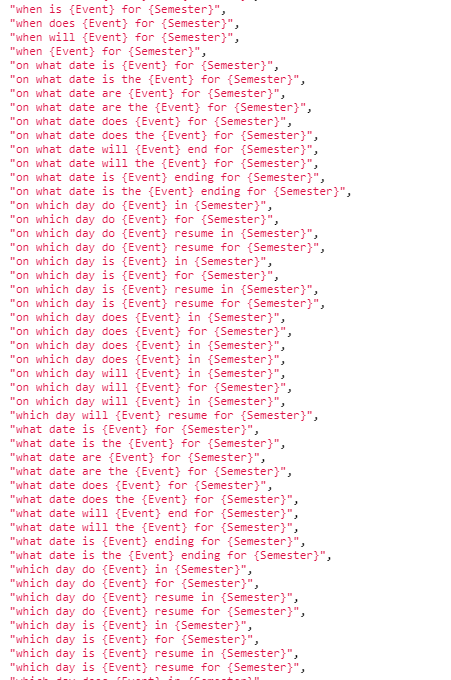 "when is {Event} for {Semester}",
"when does {Event} for {Semester}",
"when will {Event} for {Semester}",
"when {Event} for {Semester}",
"on what date is {Event} for {Semester}",
"on what date is the {Event} for {Semester}",
"on what date are {Event} for {Semester}",
"on what date are the {Event} for {Semester}",
"on what date does {Event} for {Semester}",
"on what date does the {Event} for {Semester}",
"on what date will {Event} end for {Semester}",
"on what date will the {Event} for {Semester}",
"on what date is {Event} ending for {Semester}",
"on what date is the {Event} ending for {Semester}",
"on which day do {Event} in {Semester}",
"on which day do {Event} for {Semester}",
"on which day do {Event} resume in {Semester}",
"on which day do {Event} resume for {Semester}",
"on which day is {Event} in {Semester}",
"on which day is {Event} for {Semester}",
"on which day is {Event} resume in {Semester}",
"on which day is {Event} resume for {Semester}",
"on which day does {Event} in {Semester}",
"on which day does {Event} for {Semester}",
"on which day does {Event} in {Semester}",
"on which day does {Event} in {Semester}",
"on which day will {Event} in {Semester}",
"on which day will {Event} for {Semester}",
"on which day will {Event} in {Semester}",
"which day will {Event} resume for {Semester}",
"what date is {Event} for {Semester}",
"what date is the {Event} for {Semester}",
"what date are {Event} for {Semester}",
"what date are the {Event} for {Semester}",
"what date does {Event} for {Semester}",
"what date does the {Event} for {Semester}",
"what date will {Event} end for {Semester}",
"what date will the {Event} for {Semester}",
"what date is {Event} ending for {Semester}",
"what date is the {Event} ending for {Semester}",
"which day do {Event} in {Semester}",
"which day do {Event} for {Semester}",
"which day do {Event} resume in {Semester}",
"which day do {Event} resume for {Semester}",
"which day is {Event} in {Semester}",
"which day is {Event} for {Semester}",
"which day is {Event} resume in {Semester}",
"which day is {Event} resume for {Semester}",
"which day does {Event} in {Semester}"